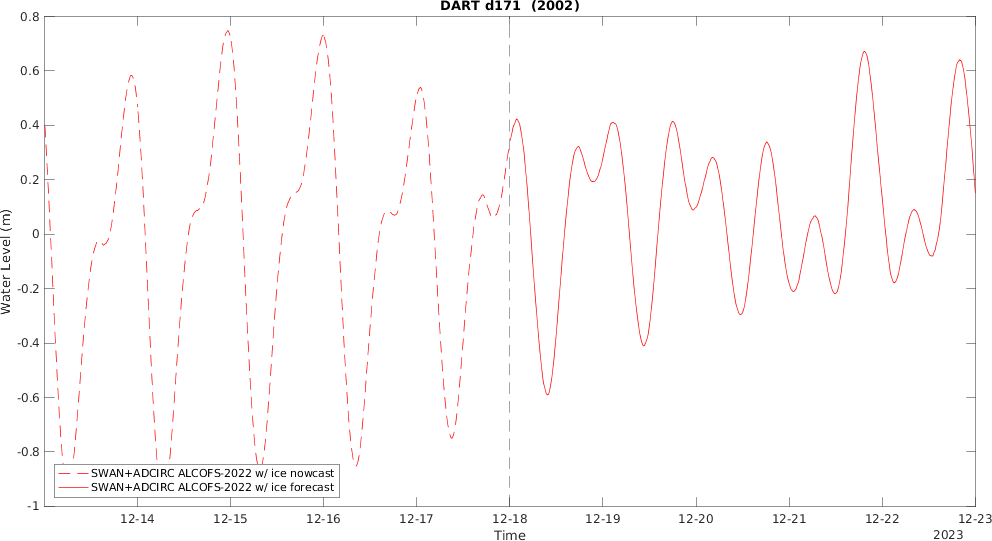 DART d171 (2002)
0.8
0.6
0.4
0.2
0
-0.2
-0.4
-0.6
-0.8
-1
Water Level (m)
SWAN+ADCIRC ALCOFS-2022 w/ ice nowcast
SWAN+ADCIRC ALCOFS-2022 w/ ice forecast
12-14 12-15 12-16 12-17 12-18 12-19 12-20 12-21 12-22 12-23
Time
2023